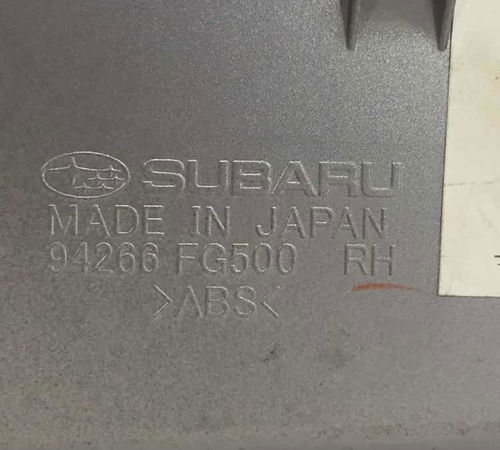 SUBARU
MADE IN JAPAN
94266 FG500 RH
>ABS<